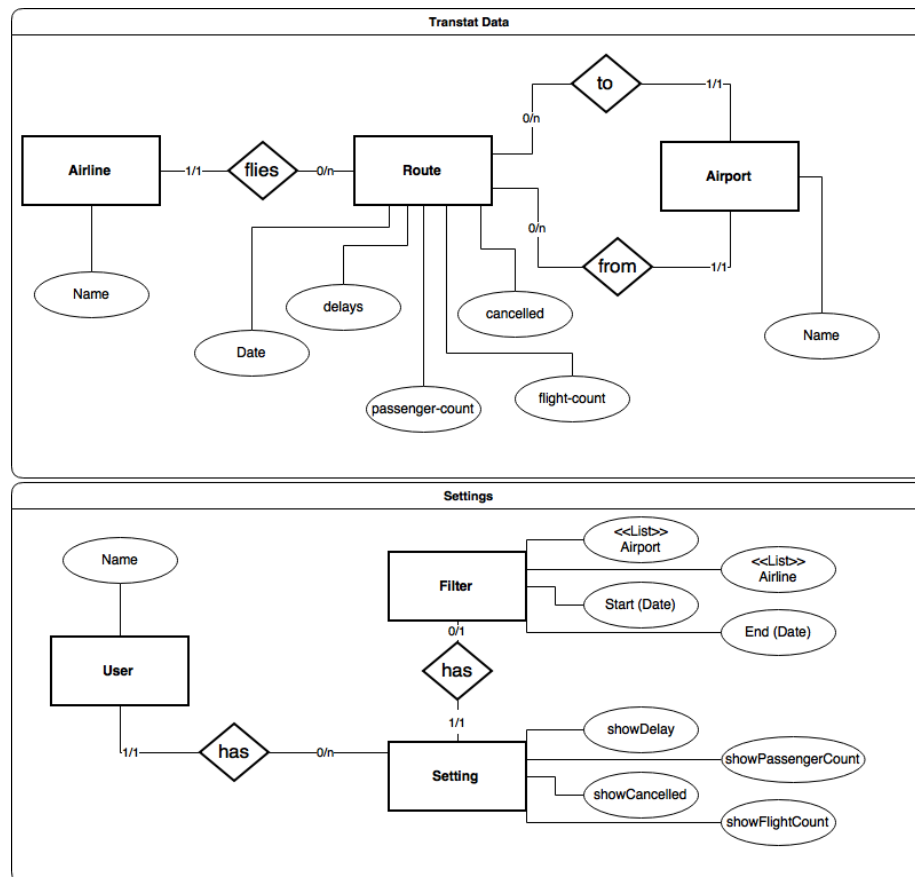 Transtat Data
to
1/1
0/n
Airline
1/1
flies
0/n
Route
Airport
0/n
from
1/1
Name
delays
cancelled
Date
Name
passenger-count
flight-count
Settings
Name
<<List>>
Airport
<<List>>
Airline
Filter
Start (Date)
End (Date)
0/1
User
has
1/1
showDelay
1/1
has
0/n
Setting
showPassengerCount
showCancelled
showFlightCount